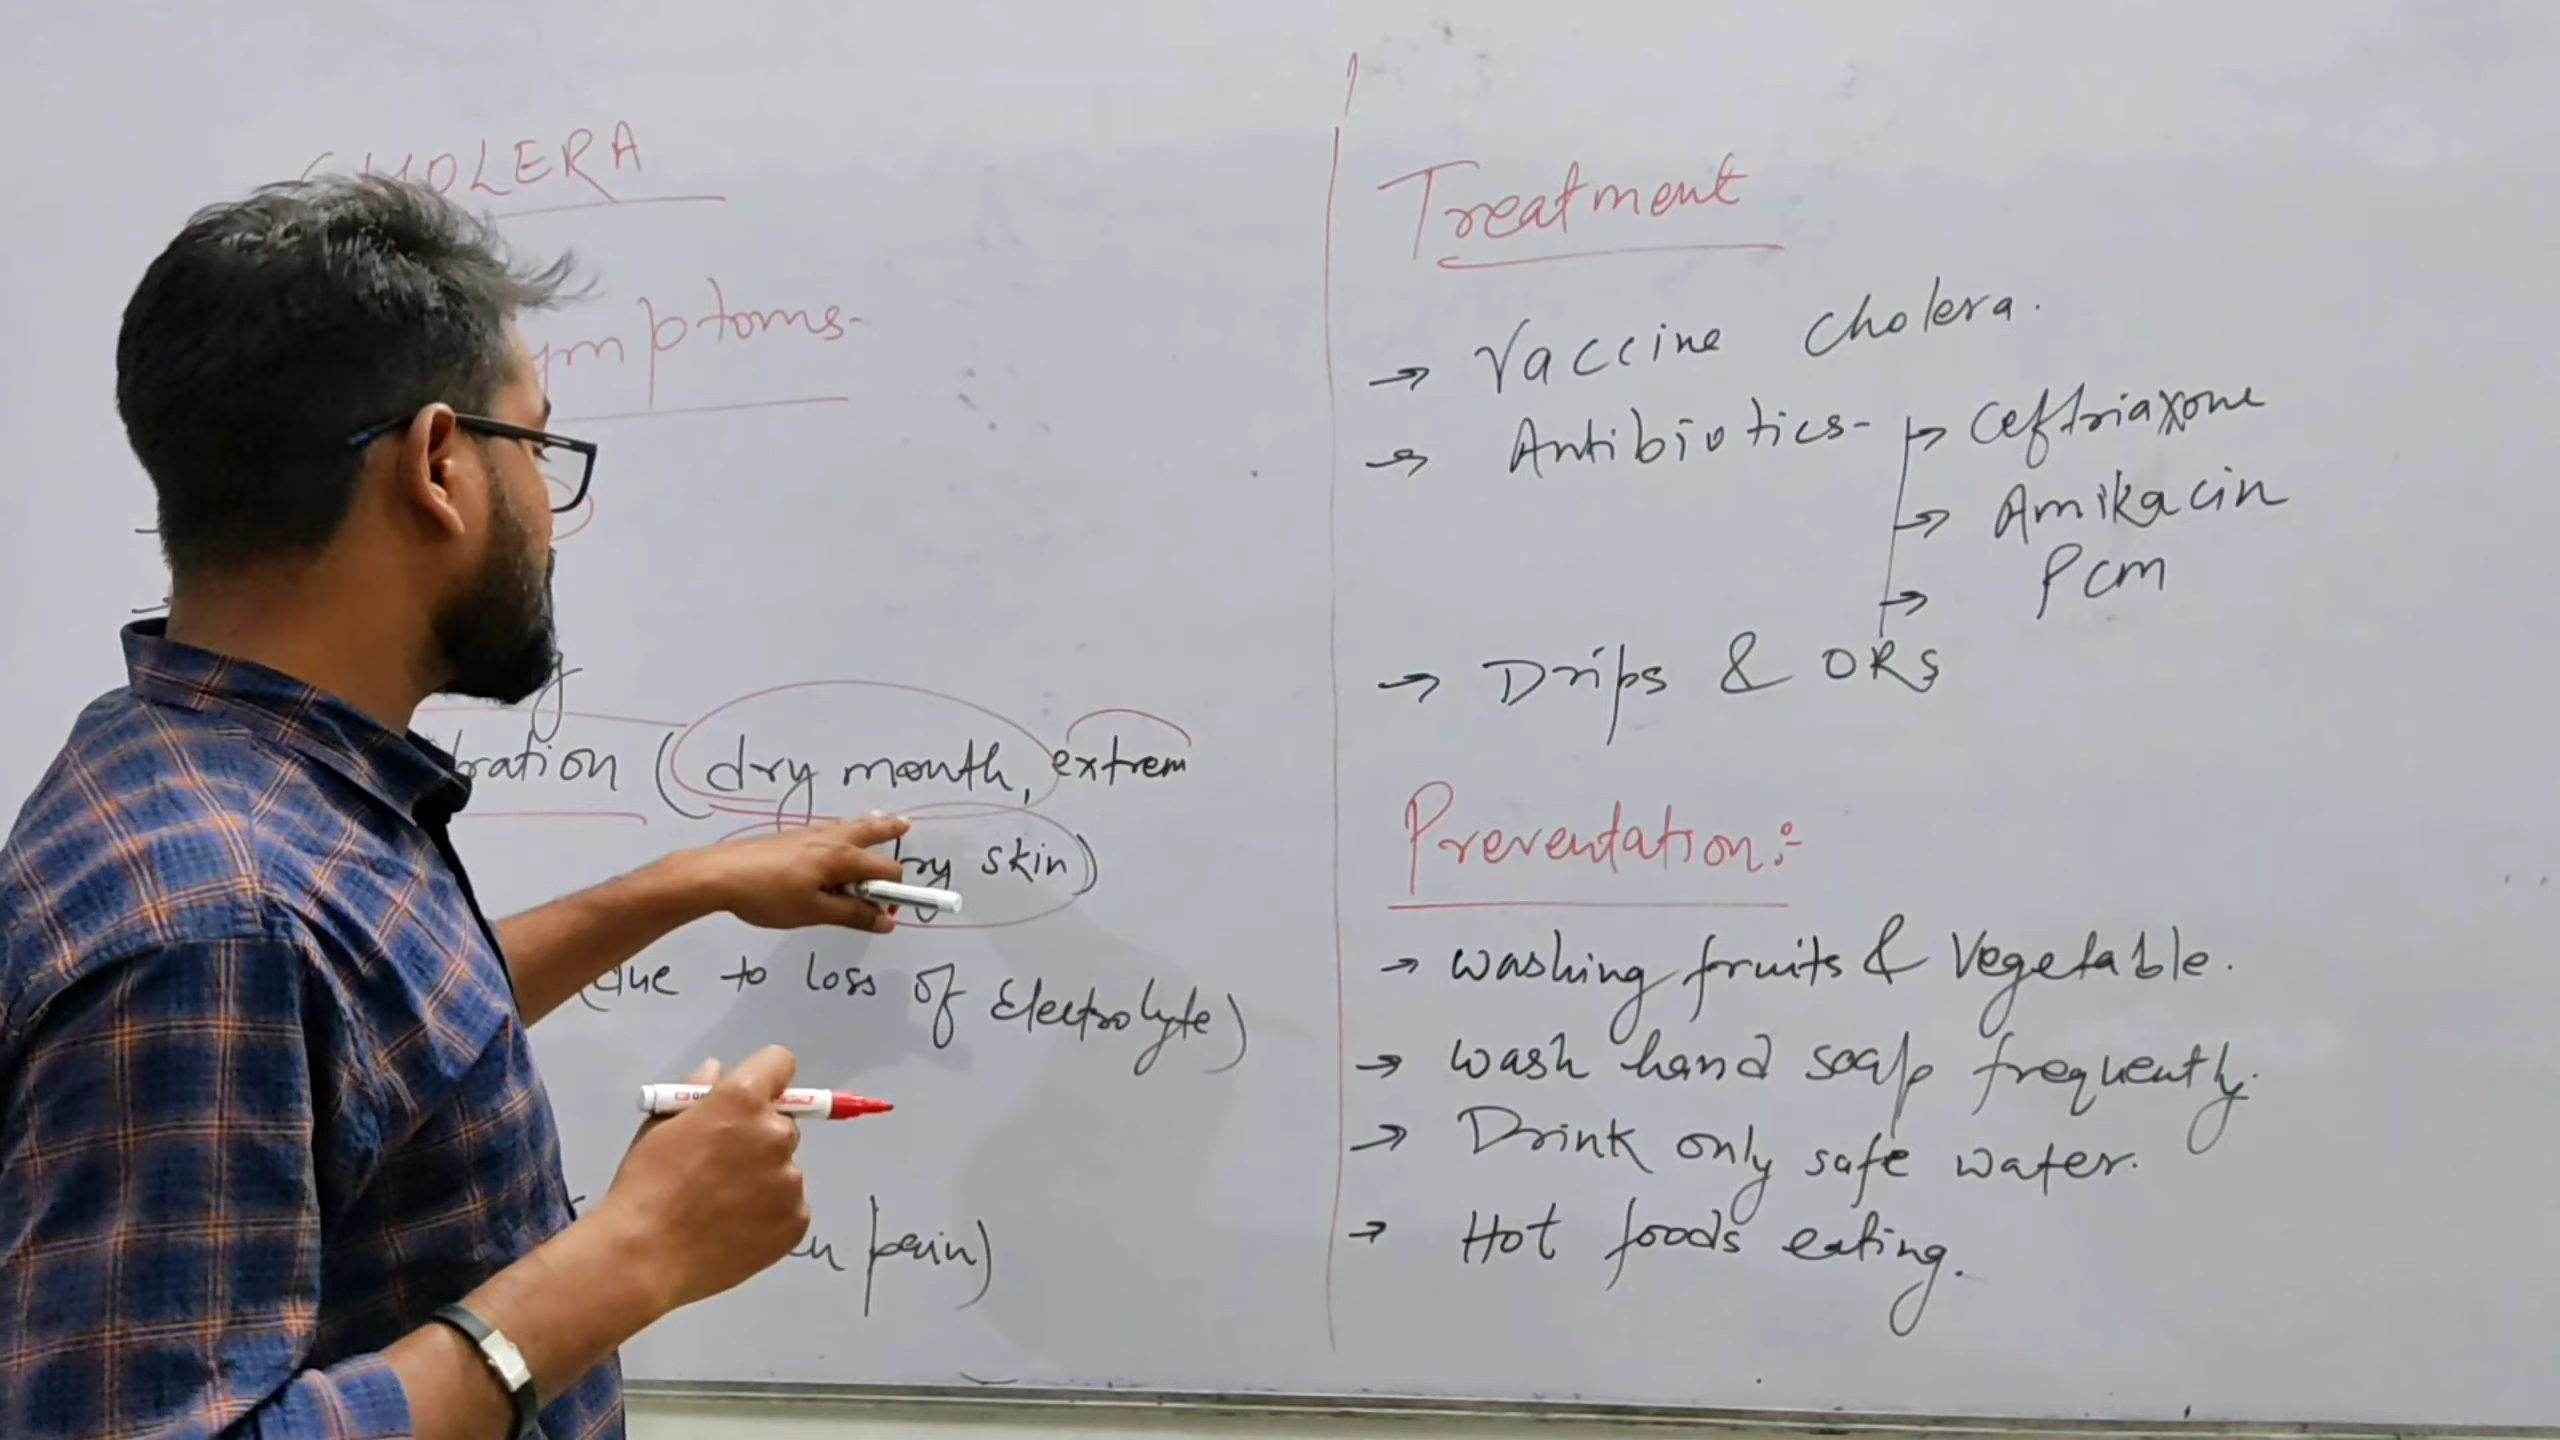 CHOLERA
ymptoms-
bration (dry mouth, extrem
dry skin)
(due to loss of Electrolyte)
pain)
Treatment
→ Vaccine Cholera.
→ Antibiotics- → Ceftriaxone
→ Amikacin
→ Pcm
→ Drips & ORS
Preventation:-
→ washing fruits & Vegetable.
→ wash hand soap frequently.
→ Drink only safe water.
→ Hot foods eating.